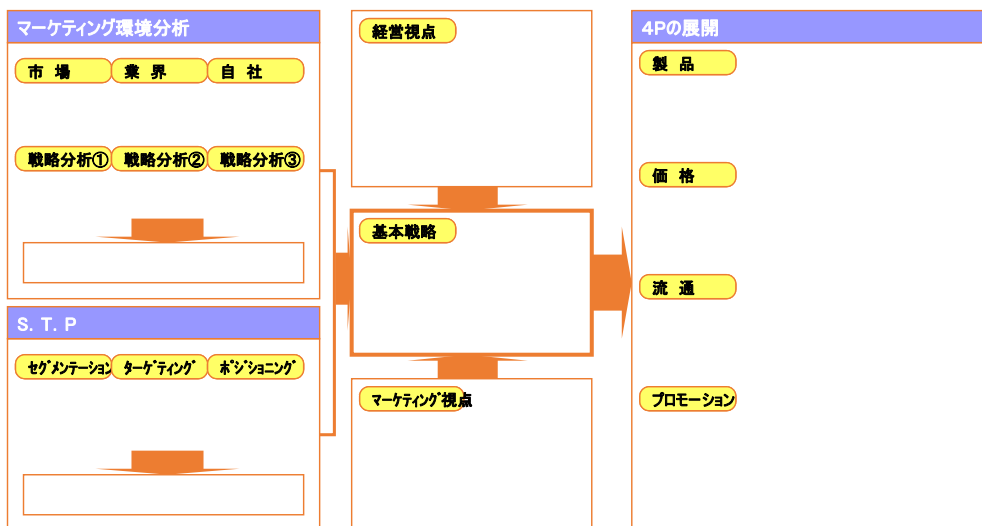 マーケティング環境分析
市 場
業 界
自 社
戦略分析①
戦略分析②
戦略分析③
S. T. P
セグメンテーション
ターゲティング
ポジショニング
経営視点
基本戦略
マーケティング視点
4Pの展開
製 品
価 格
流 通
プロモーション